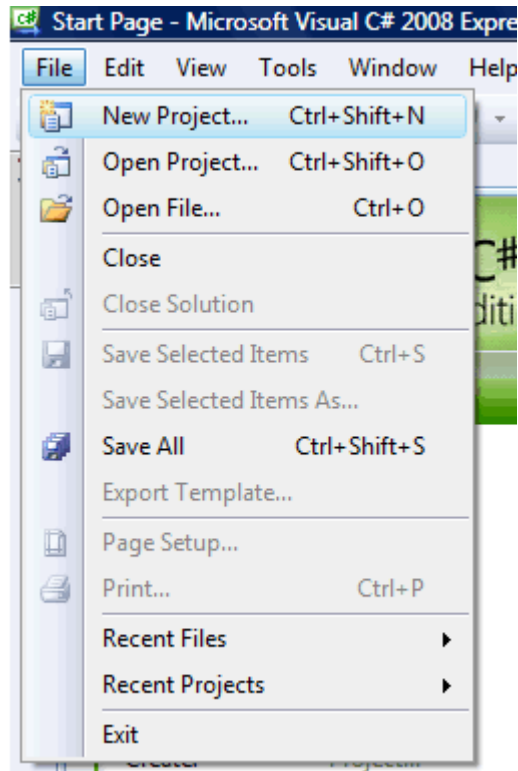 Start Page - Microsoft Visual C# 2008 Expre
File Edit View Tools Window Help
New Project... Ctrl+Shift+N
Open Project... Ctrl+Shift+O
Open File... Ctrl+O
Close
Close Solution
Save Selected Items Ctrl+S
Save Selected Items As...
Save All Ctrl+Shift+S
Export Template...
Page Setup...
Print... Ctrl+P
Recent Files
Recent Projects
Exit
C#
diti
Project...